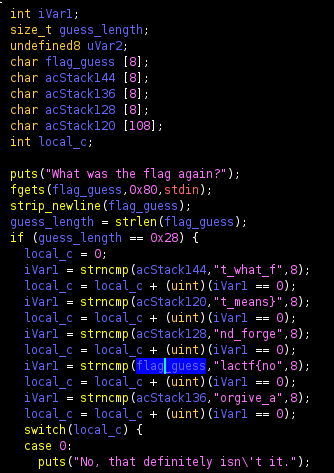 int iVar1;
size_t guess_length;
undefined8 uVar2;
char flag_guess [8];
char acStack144 [8];
char acStack136 [8];
char acStack128 [8];
char acStack120 [108];
int local_c;

puts("What was the flag again?");
fgets(flag_guess,0x80,stdin);
strip_newline(flag_guess);
guess_length = strlen(flag_guess);
if (guess_length == 0x28) {
  local_c = 0;
  iVar1 = strncmp(acStack144,"t_what_f",8);
  local_c = local_c + (uint)(iVar1 == 0);
  iVar1 = strncmp(acStack120,"t_means}",8);
  local_c = local_c + (uint)(iVar1 == 0);
  iVar1 = strncmp(acStack128,"nd_forge",8);
  local_c = local_c + (uint)(iVar1 == 0);
  iVar1 = strncmp(flag_guess,"lactf{no",8);
  local_c = local_c + (uint)(iVar1 == 0);
  iVar1 = strncmp(acStack136,"orgive_a",8);
  local_c = local_c + (uint)(iVar1 == 0);
  switch(local_c) {
  case 0:
    puts("No, that definitely isn\'t it.");